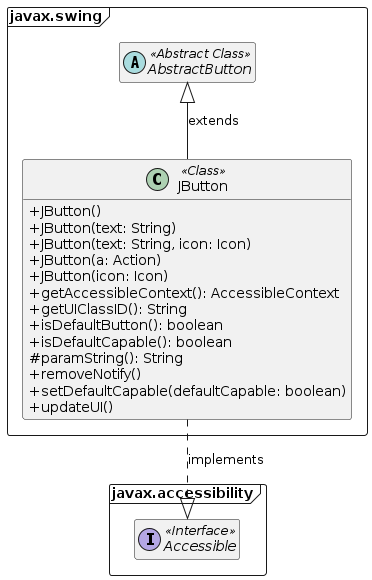 javax.swing
A
«Abstract Class»
AbstractButton
extends
C
«Class»
JButton
+JButton()
+JButton(text: String)
+JButton(text: String, icon: Icon)
+JButton(a: Action)
+JButton(icon: Icon)
+getAccessibleContext(): AccessibleContext
+getUIClassID(): String
+isDefaultButton(): boolean
+isDefaultCapable(): boolean
#paramString(): String
+removeNotify()
+setDefaultCapable(defaultCapable: boolean)
+updateUI()
implements
javax.accessibility
I
«Interface»
Accessible